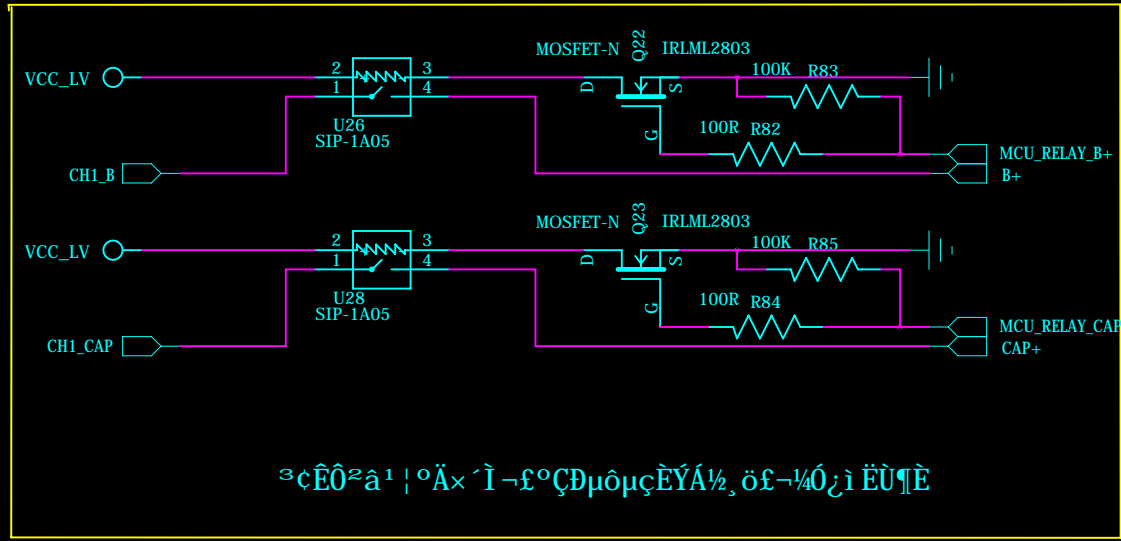 MOSFET-N Q22 IRLML2803
VCC_LV 2 3 D S 100K R83
1 4
U26 G 100R R82
SIP-1A05 MCU_RELAY_B+
CH1_B B+
MOSFET-N Q23 IRLML2803
VCC_LV 2 3 D S 100K R85
1 4
U28 G 100R R84
SIP-1A05 MCU_RELAY_CAP
CH1_CAP CAP+
³¢ÊÔ²â¹¦ºÄ×´Ì¬£ºÇÐµôµçÈÝÁ½¸ö£¬¼Ó¿ìËÙ¶È